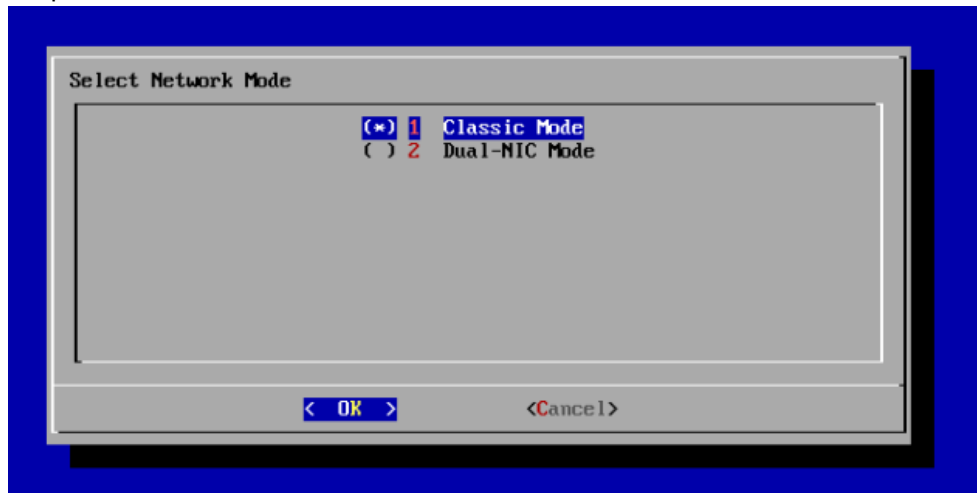 Select Network Mode
(*) 1 Classic Mode
( ) 2 Dual-NIC Mode
< OK > <Cancel>